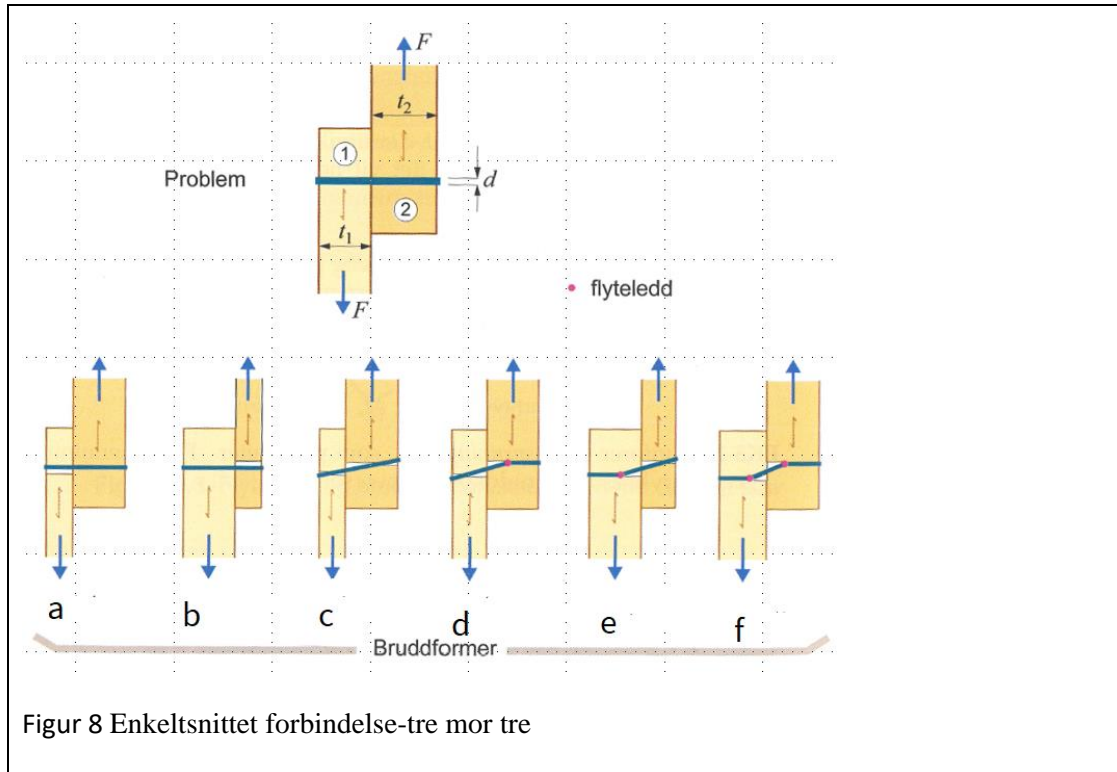 F
t₂
①
Problem
d
②
t₁
flyteledd
F
a b c d e f
Bruddformer
Figur 8 Enkeltsnittet forbindelse-tre mor tre